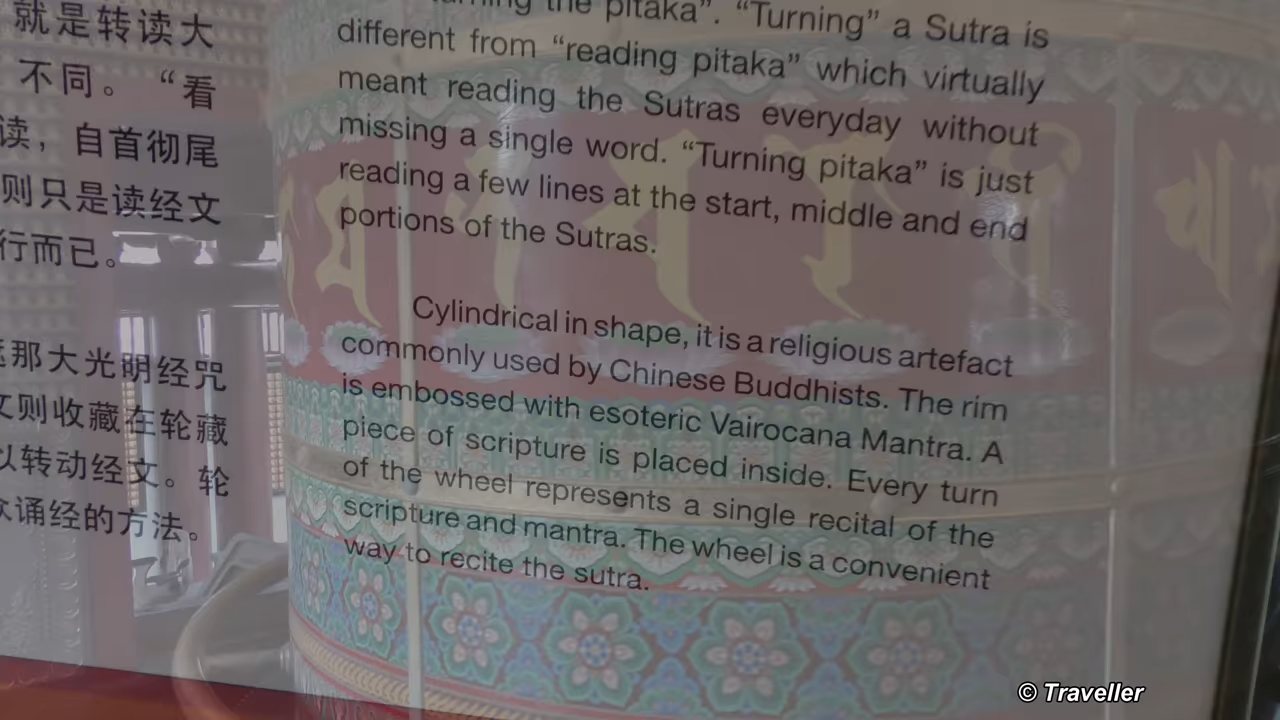 就是转读大
不同。 “看
读，自首彻尾
则只是读经文
行而已。
那大光明经咒
则收藏在轮藏
以转动经文。轮
诵经的方法。
the pitaka”. “Turning” a Sutra is
different from “reading pitaka” which virtually
meant reading the Sutras everyday without
missing a single word. “Turning pitaka” is just
reading a few lines at the start, middle and end
portions of the Sutras.
Cylindrical in shape, it is a religious artefact
commonly used by Chinese Buddhists. The rim
is embossed with esoteric Vairocana Mantra. A
piece of scripture is placed inside. Every turn
of the wheel represents a single recital of the
scripture and mantra. The wheel is a convenient
way to recite the sutra.
© Traveller